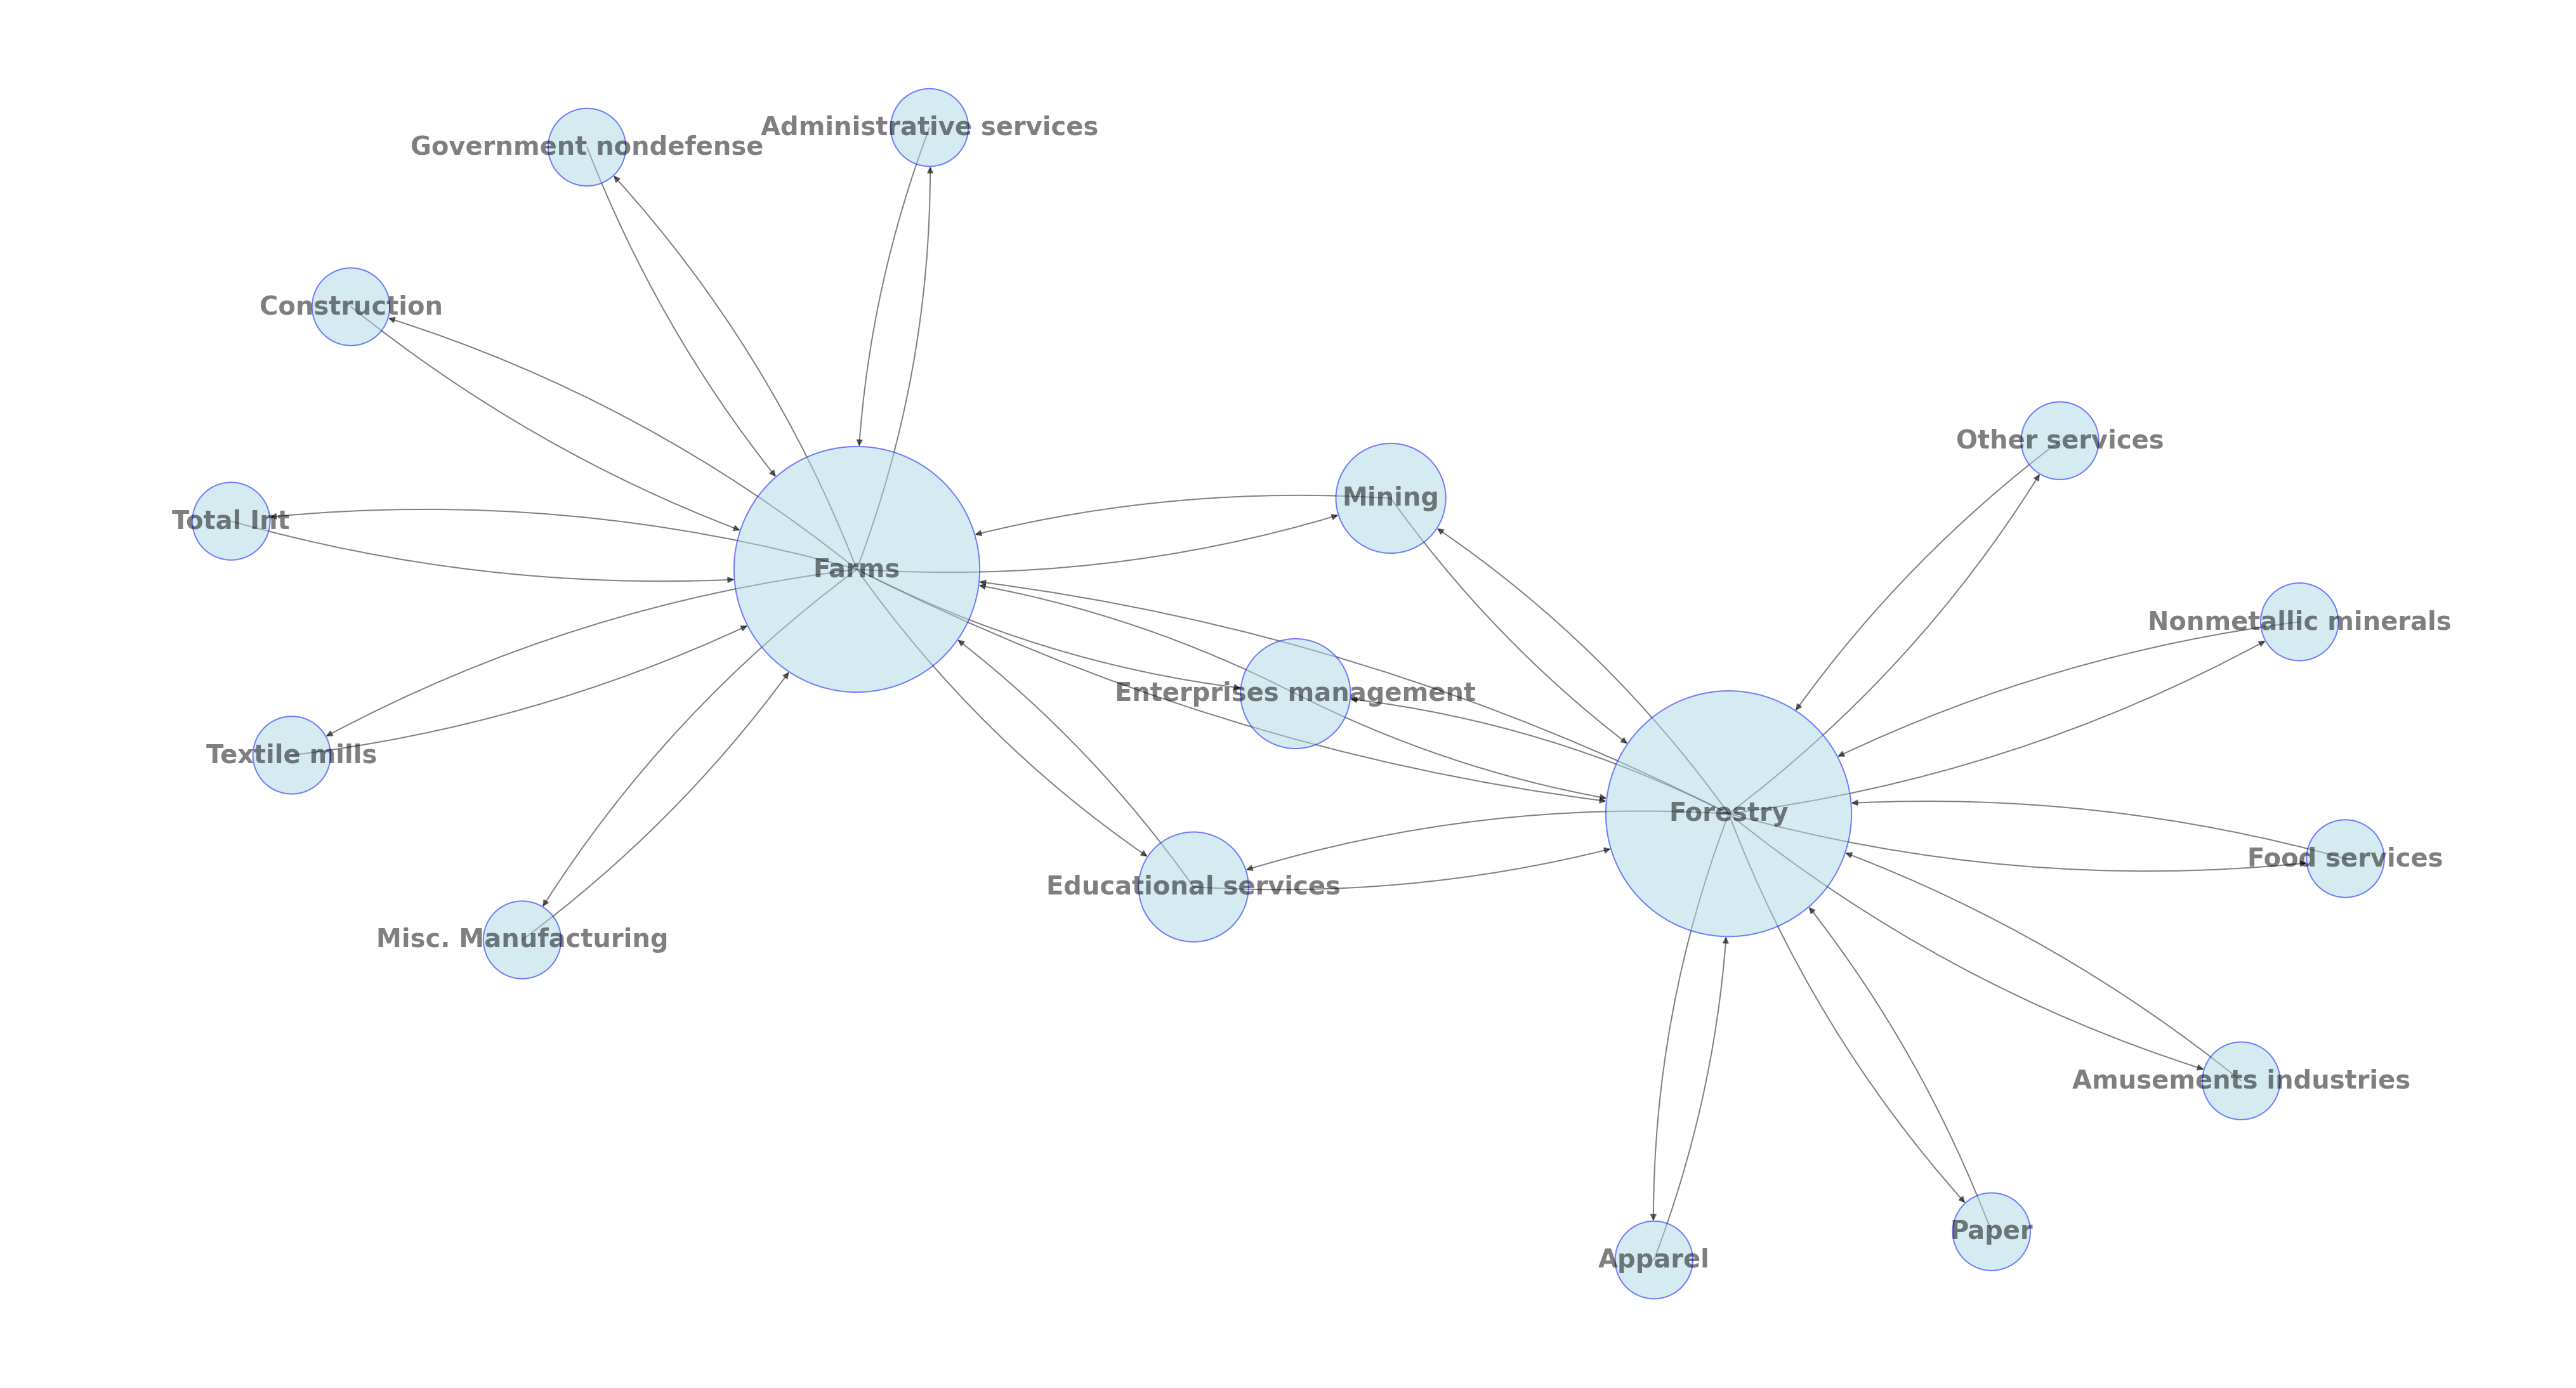 Administrative services
Government nondefense
Construction
Other services
Mining
Total Int
Farms
Nonmetallic minerals
Enterprises management
Textile mills
Forestry
Food services
Educational services
Misc. Manufacturing
Amusements industries
Paper
Apparel